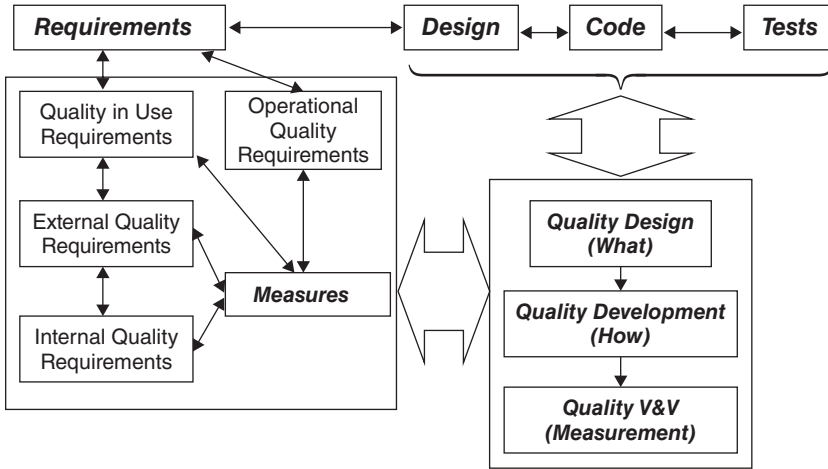 Requirements
Design
Code
Tests
Quality in Use
Requirements
Operational
Quality
Requirements
External Quality
Requirements
Measures
Internal Quality
Requirements
Quality Design
(What)
Quality Development
(How)
Quality V&V
(Measurement)